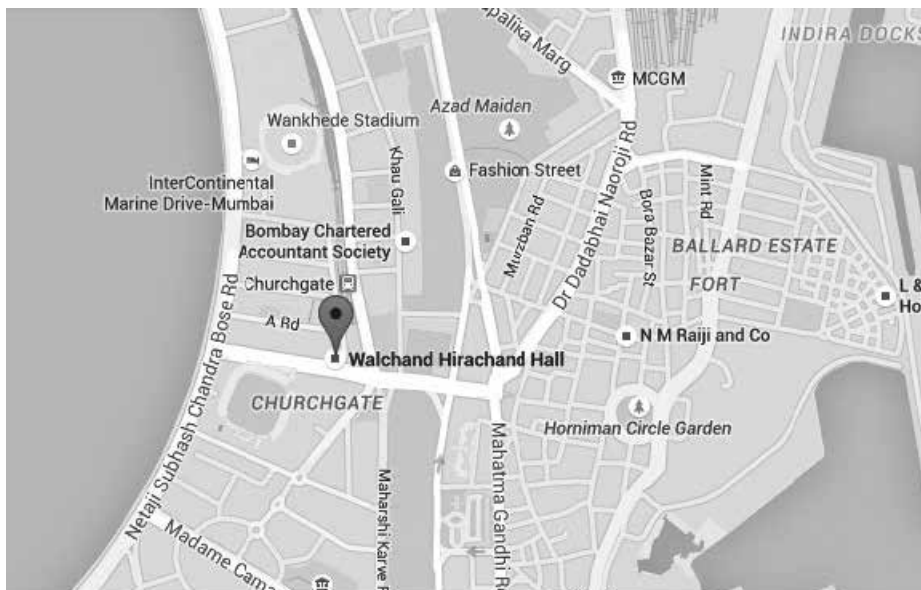 INDIRA DOCKS
palika Marg
MCGM
Azad Maidan
Wankhede Stadium
Fashion Street
InterContinental
Marine Drive-Mumbai
Khau Gali
Murzban Rd
Dr Dadabhai Naoroji Rd
Bora Bazar St
Mint Rd
Bombay Chartered
Accountant Society
BALLARD ESTATE
FORT
Churchgate
L &
Ho
A Rd
N M Raiji and Co
Walchand Hirachand Hall
CHURCHGATE
Horniman Circle Garden
Netaji Subhash Chandra Bose Rd
Maharshi Karve R
Mahatma Gandhi Rd
Madame Cama